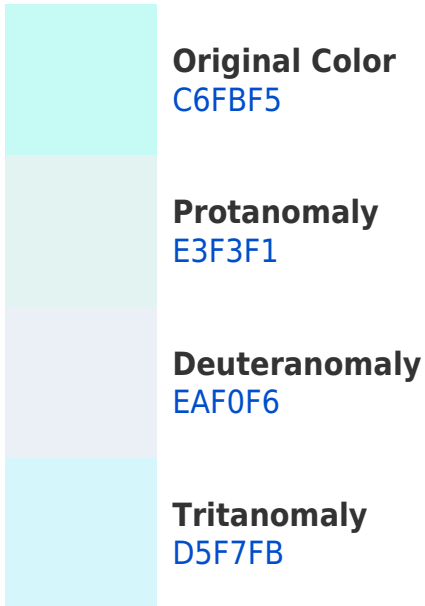 Original Color
C6FBF5
Protanomaly
E3F3F1
Deuteranomaly
EAF0F6
Tritanomaly
D5F7FB